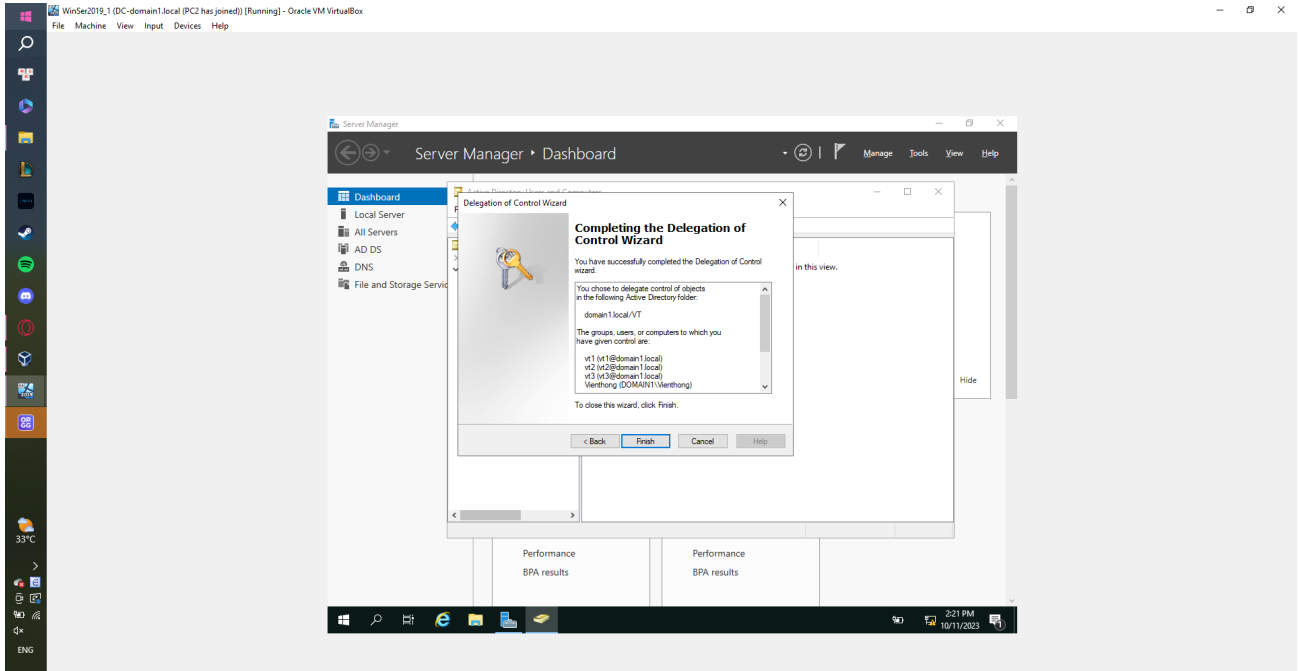 WinSer2019_1 (DC-domain1.local (PC2 has joined)) [Running] - Oracle VM VirtualBox
File Machine View Input Devices Help
Server Manager
Server Manager • Dashboard
Manage Tools View Help
Dashboard
Local Server
All Servers
AD DS
DNS
File and Storage Servic
Active Directory Users and Computers
Delegation of Control Wizard
Completing the Delegation of
Control Wizard
You have successfully completed the Delegation of Control
wizard.
You chose to delegate control of objects
in the following Active Directory folder:
domain1.local/VT
The groups, users, or computers to which you
have given control are:
vt1 (vt1@domain1.local)
vt2 (vt2@domain1.local)
vt3 (vt3@domain1.local)
Vienthong (DOMAIN1\Vienthong)
To close this wizard, click Finish.
< Back Finish Cancel Help
in this view.
Hide
Performance Performance
BPA results BPA results
2:21 PM
10/11/2023
33°C
ENG